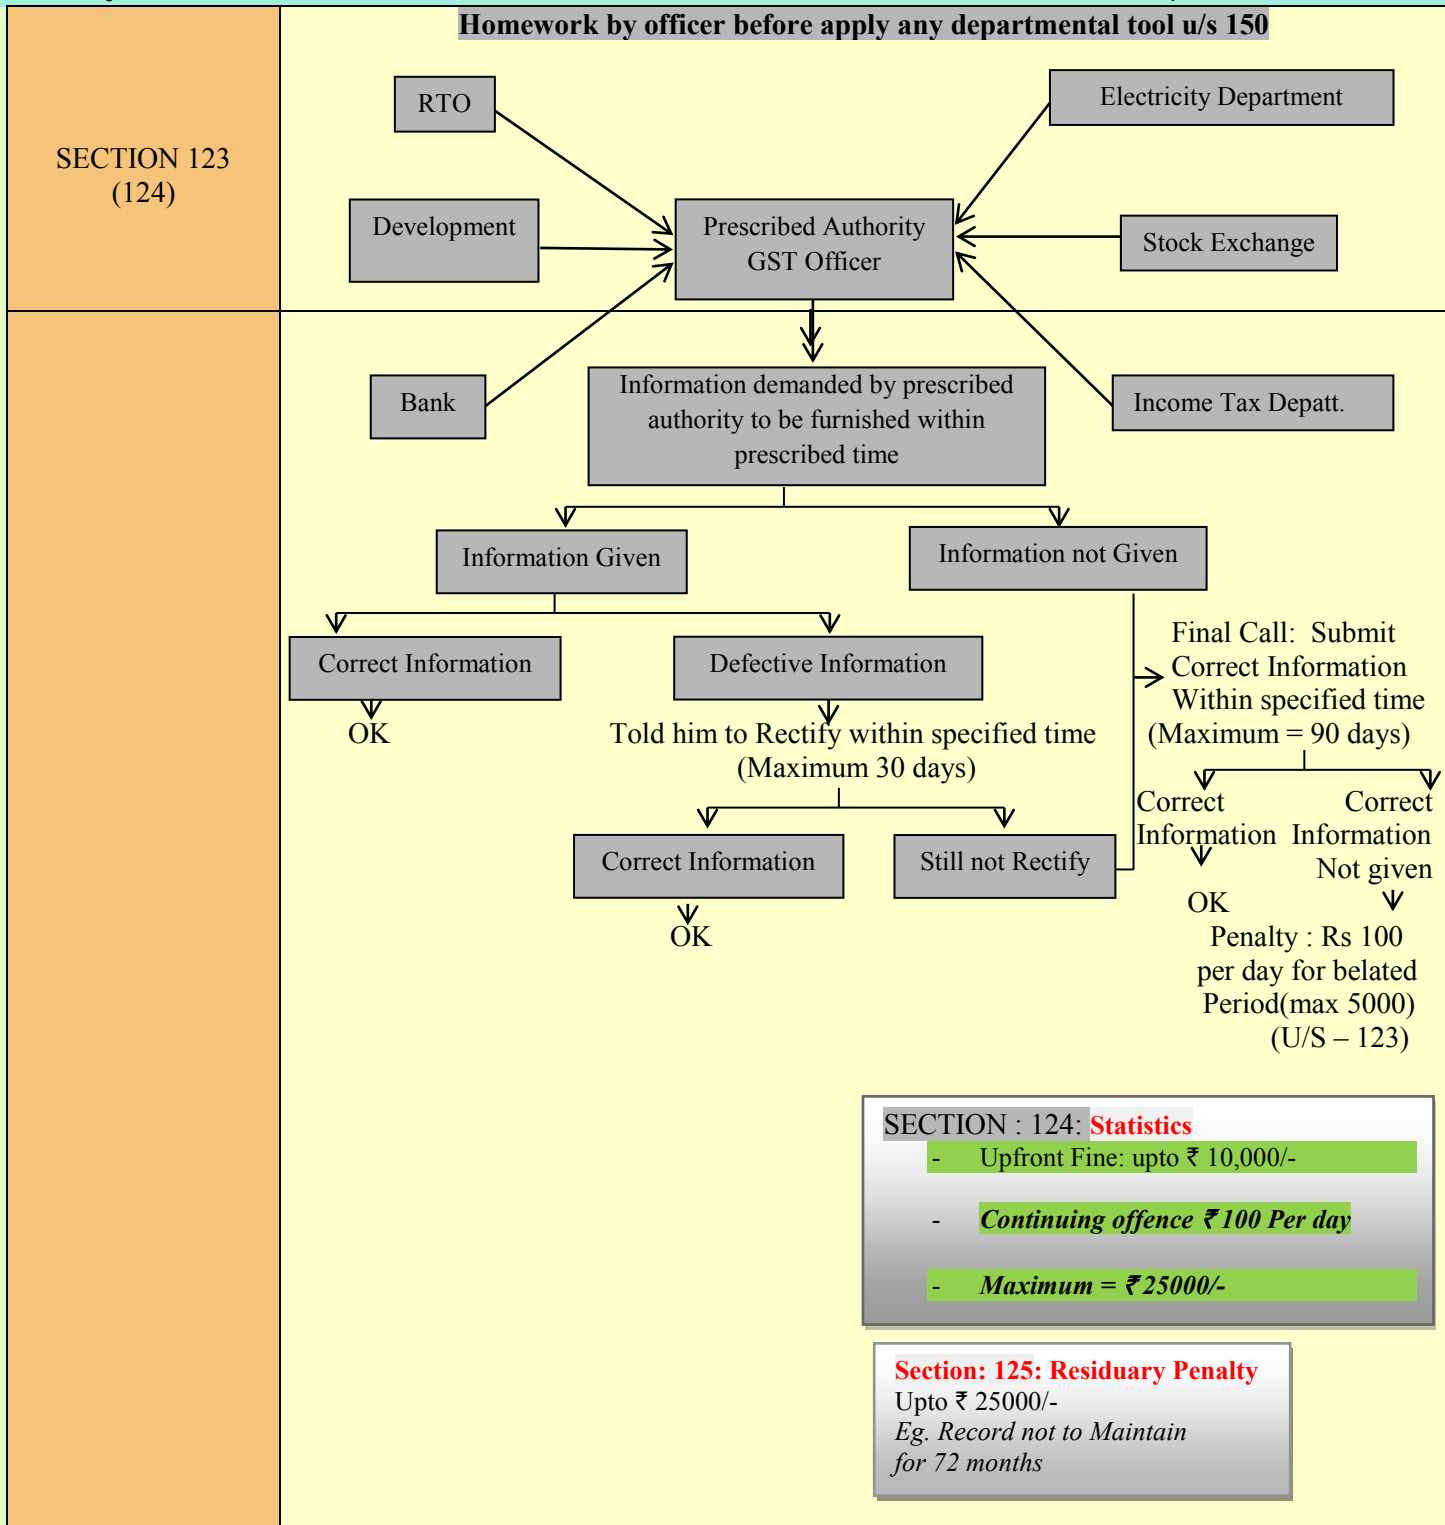 Homework by officer before apply any departmental tool u/s 150
SECTION 123
(124)
RTO
Electricity Department
Development
Prescribed Authority
GST Officer
Stock Exchange
Bank
Information demanded by prescribed
authority to be furnished within
prescribed time
Income Tax Depatt.
Information Given
Information not Given
Correct Information
Defective Information
Final Call: Submit
Correct Information
Within specified time
(Maximum = 90 days)
OK
Told him to Rectify within specified time
(Maximum 30 days)
Correct
Information
Correct
Information
Not given
Correct Information
Still not Rectify
OK
OK
Penalty : Rs 100
per day for belated
Period(max 5000)
(U/S – 123)
SECTION : 124: Statistics
- Upfront Fine: upto ₹ 10,000/-
- Continuing offence ₹ 100 Per day
- Maximum = ₹ 25000/-
Section: 125: Residuary Penalty
Upto ₹ 25000/-
Eg. Record not to Maintain
for 72 months